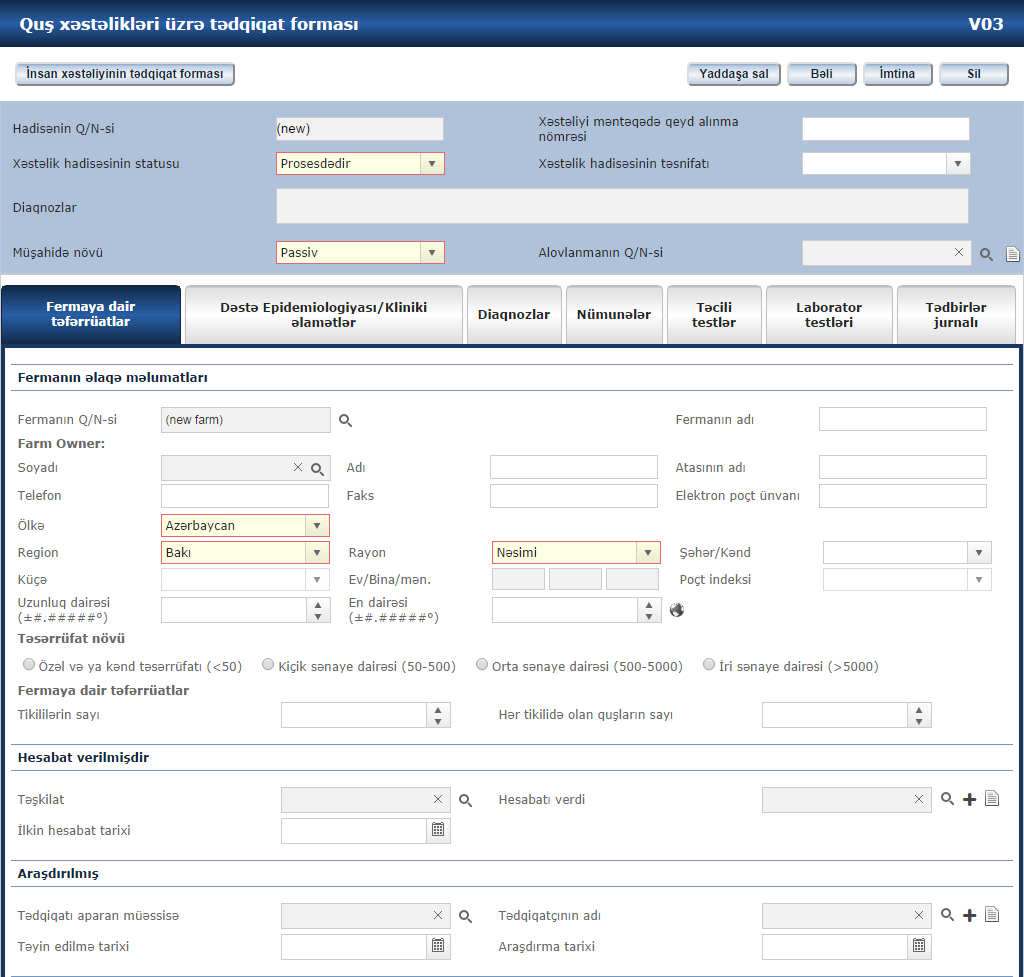 Quş xəstəlikləri üzrə tədqiqat forması V03
İnsan xəstəliyinin tədqiqat forması Yaddaşa sal Bəli İmtina Sil
Hadisənin Q/N-si (new) Xəstəliyi məntəqədə qeyd alınma
nömrəsi
Xəstəlik hadisəsinin statusu Prosesdədir Xəstəlik hadisəsinin təsnifatı
Diaqnozlar
Müşahidə növü Passiv Alovlanmanın Q/N-si
Fermaya dair
təfərrüatlar
Dəstə Epidemiologiyası/Kliniki
əlamətlər
Diaqnozlar
Nümunələr
Təcili
testlər
Laborator
testləri
Tədbirlər
jurnalı
Fermanın əlaqə məlumatları
Fermanın Q/N-si (new farm) Fermanın adı
Farm Owner:
Soyadı Adı Atasının adı
Telefon Faks Elektron poçt ünvanı
Ölkə Azərbaycan
Region Bakı Rayon Nəsimi Şəhər/Kənd
Küçə Ev/Bina/mən. Poçt indeksi
Uzunluq dairəsi
(±#.#####°)
En dairəsi
(±#.#####°)
Təsərrüfat növü
Özəl və ya kənd təsərrüfatı (<50) Kiçik sənaye dairəsi (50-500) Orta sənaye dairəsi (500-5000) İri sənaye dairəsi (>5000)
Fermaya dair təfərrüatlar
Tikililərin sayı Hər tikilidə olan quşların sayı
Hesabat verilmişdir
Təşkilat Hesabatı verdi
İlkin hesabat tarixi
Araşdırılmış
Tədqiqatı aparan müəssisə Tədqiqatçının adı
Təyin edilmə tarixi Araşdırma tarixi